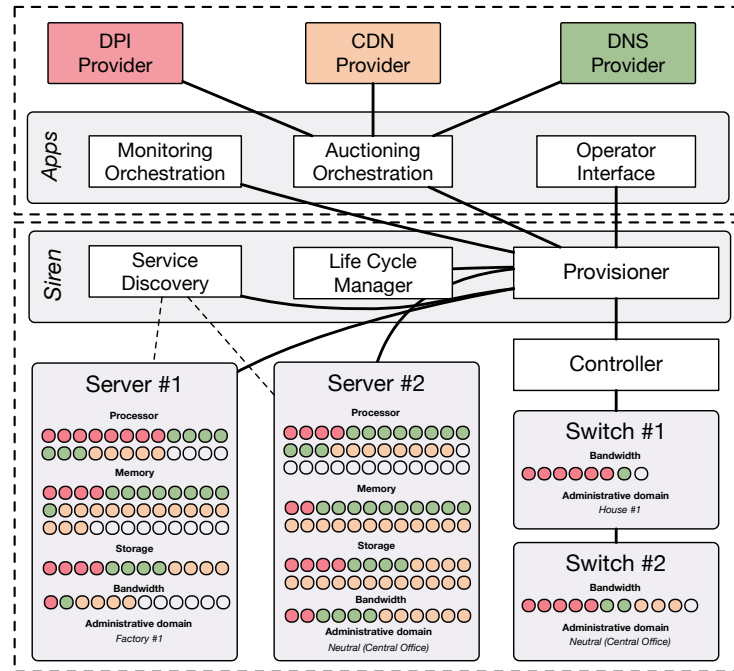 DPI
Provider
CDN
Provider
DNS
Provider
Apps
Monitoring
Orchestration
Auctioning
Orchestration
Operator
Interface
Siren
Service
Discovery
Life Cycle
Manager
Provisioner
Controller
Server #1
Processor
Memory
Storage
Bandwidth
Administrative domain
Factory #1
Server #2
Processor
Memory
Storage
Bandwidth
Administrative domain
Neutral (Central Office)
Switch #1
Bandwidth
Administrative domain
House #1
Switch #2
Bandwidth
Administrative domain
Neutral (Central Office)